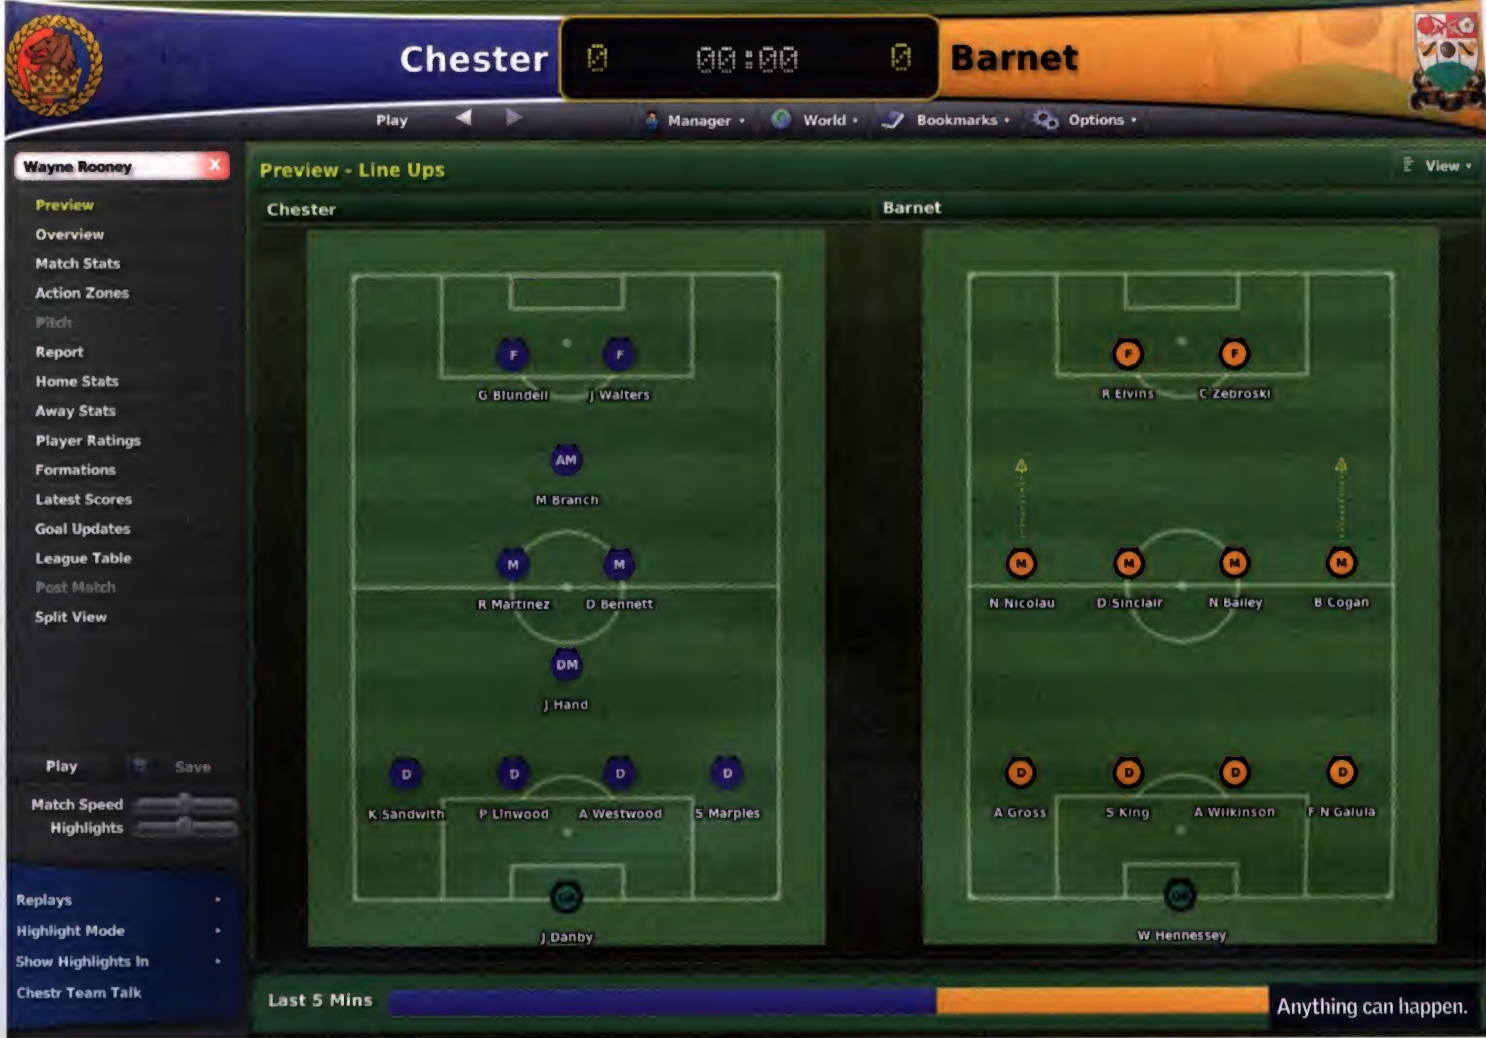 Chester 0 00:00 0 Barnet
Play Manager World Bookmarks Options
Wayne Rooney X
Preview
Overview
Match Stats
Action Zones
Pitch
Report
Home Stats
Away Stats
Player Ratings
Formations
Latest Scores
Goal Updates
League Table
Post Match
Split View
Play Save
Match Speed
Highlights
Replays
Highlight Mode
Show Highlights In
Chestr Team Talk
Preview - Line Ups View
Chester
F F
G Blundell J Walters
AM
M Branch
M M
R Martinez D Bennett
DM
J Hand
D D D D
K Sandwith P Linwood A Westwood S Marples
GK
J Danby
Barnet
F F
R Elvins C Zebroski
M M M M
N Nicolau D Sinclair N Bailey B Cogan
D D D D
A Gross S King A Wilkinson F N Galula
GK
W Hennessey
Last 5 Mins
Anything can happen.